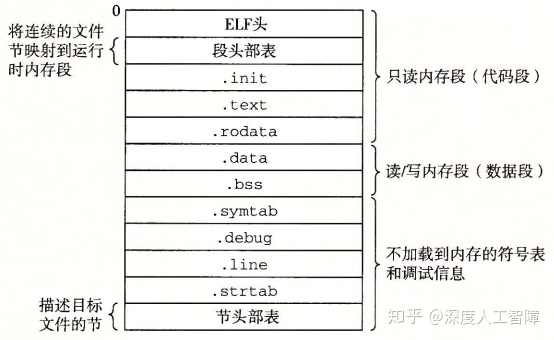 0
将连续的文件
节映射到运行
时内存段
ELF头
段头部表
.init
.text
.rodata
只读内存段(代码段)
.data
.bss
读/写内存段(数据段)
.symtab
.debug
.line
.strtab
不加载到内存的符号表
和调试信息
描述目标
文件的节
节头部表
知乎 @深度人工智障